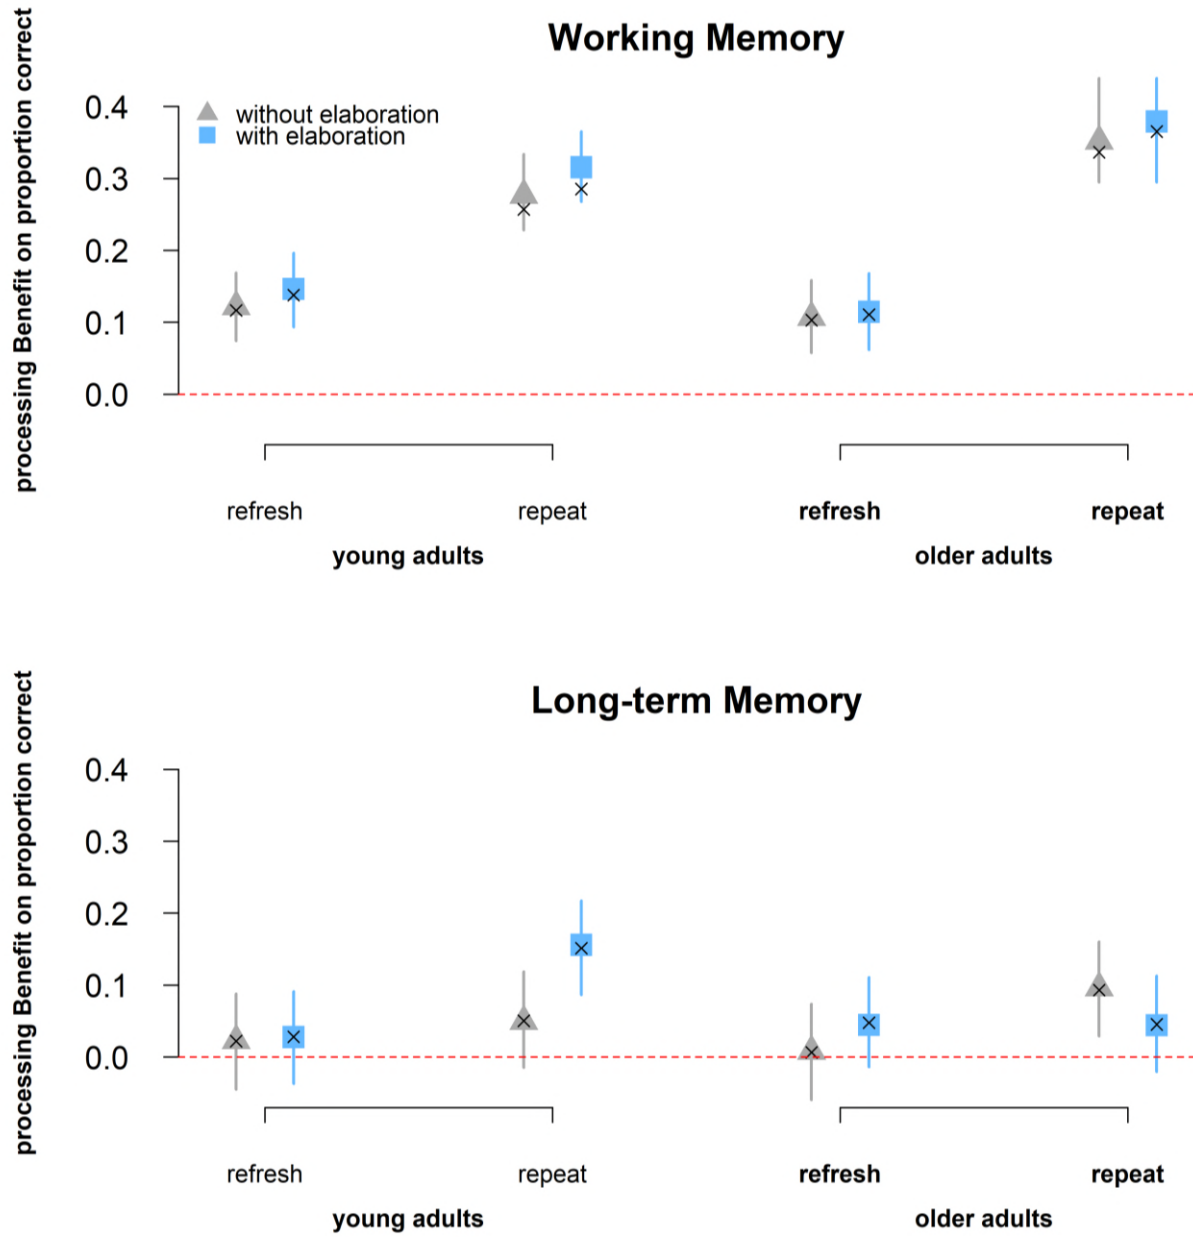 Working Memory
processing Benefit on proportion correct
0.4
0.3
0.2
0.1
0.0
without elaboration
with elaboration
refresh
repeat
refresh
repeat
young adults
older adults
Long-term Memory
processing Benefit on proportion correct
0.4
0.3
0.2
0.1
0.0
refresh
repeat
refresh
repeat
young adults
older adults